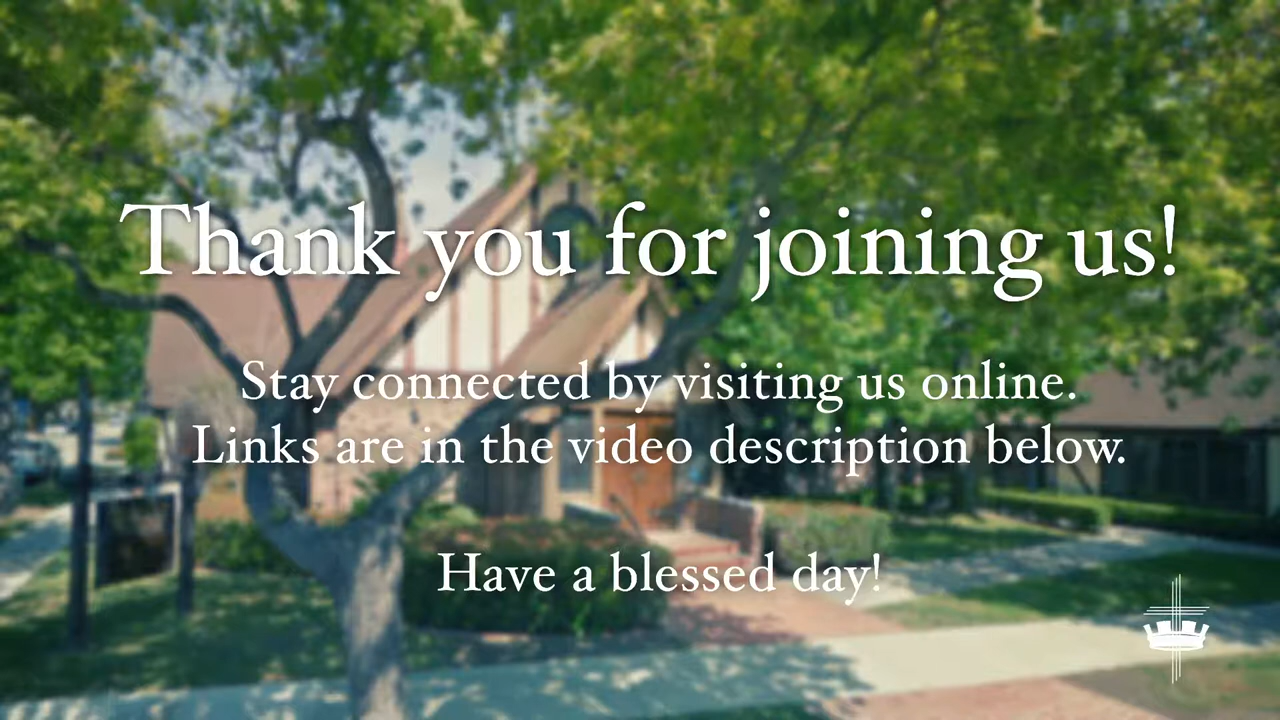 Thank you for joining us!
Stay connected by visiting us online.
Links are in the video description below.
Have a blessed day!